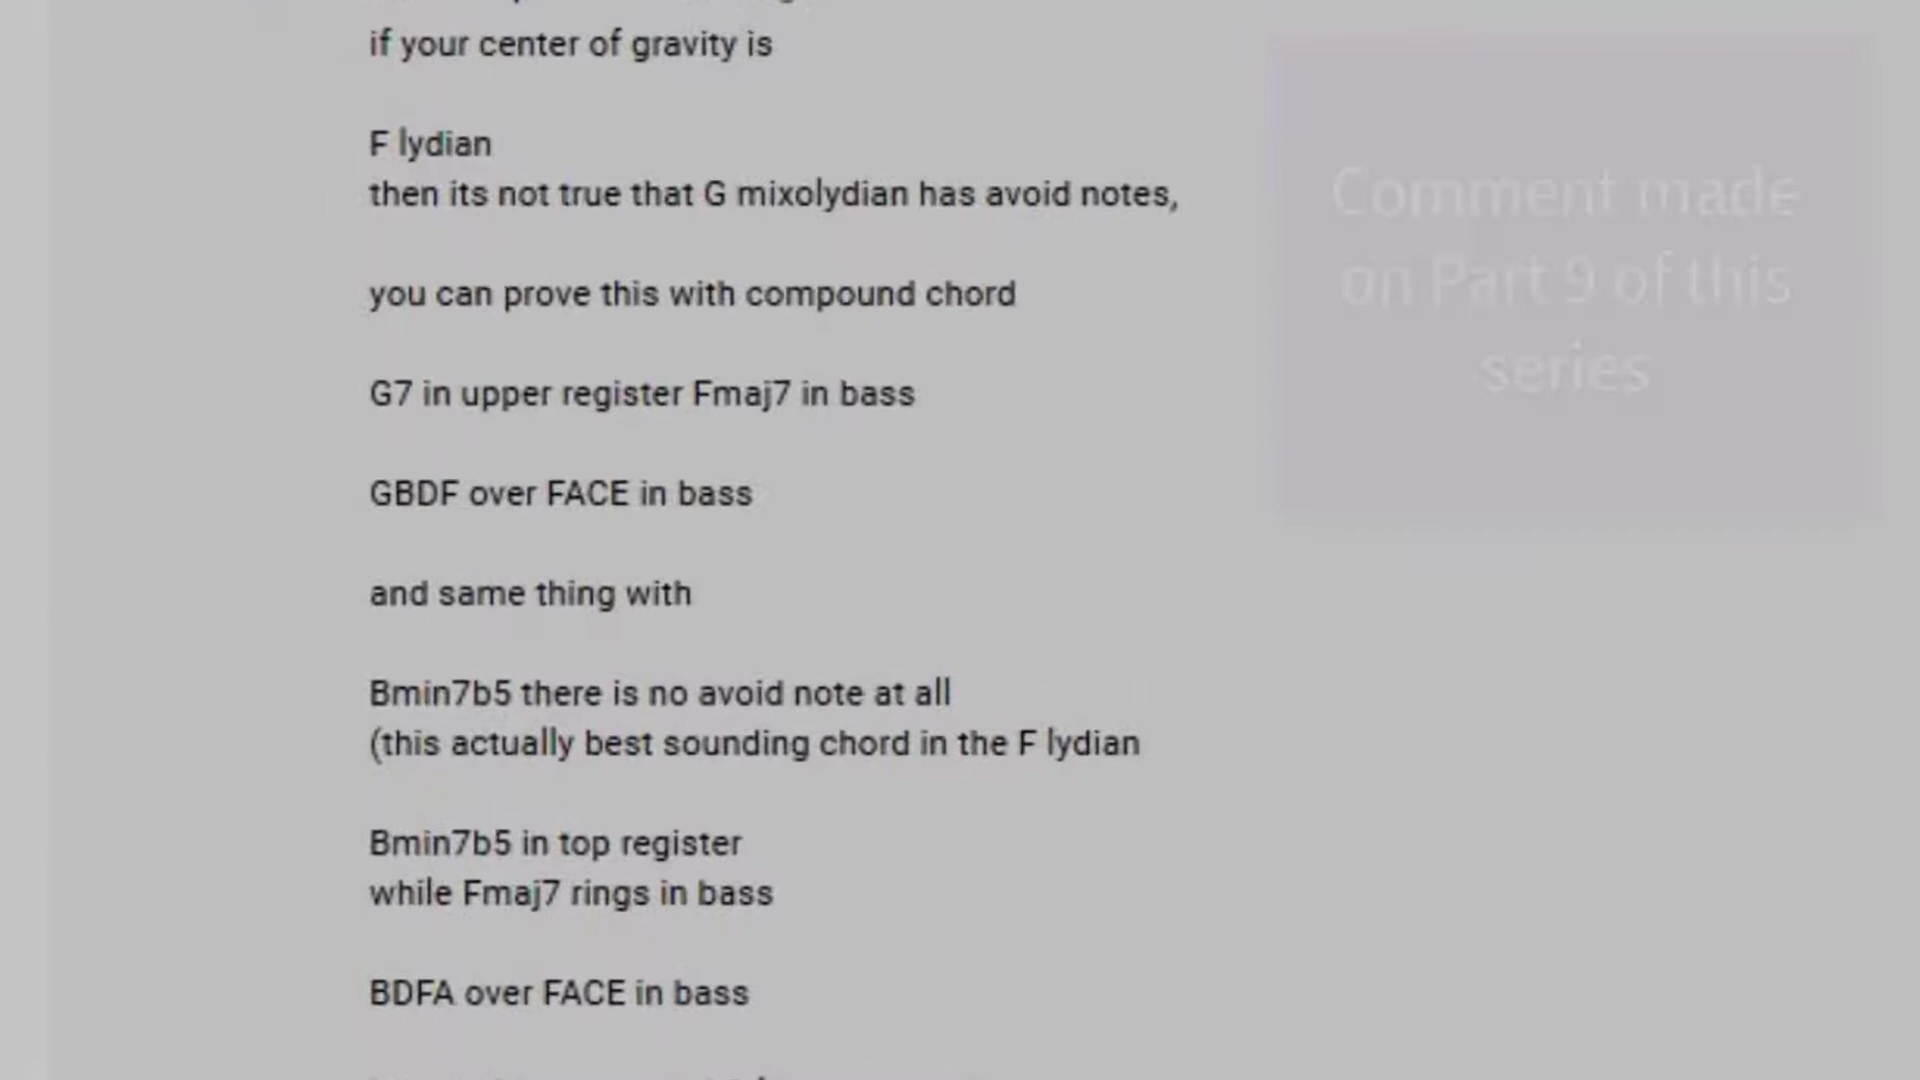 if your center of gravity is
F lydian
then its not true that G mixolydian has avoid notes,
you can prove this with compound chord
G7 in upper register Fmaj7 in bass
GBDF over FACE in bass
and same thing with
Bmin7b5 there is no avoid note at all
(this actually best sounding chord in the F lydian
Bmin7b5 in top register
while Fmaj7 rings in bass
BDFA over FACE in bass
Comment made
on Part 9 of this
series